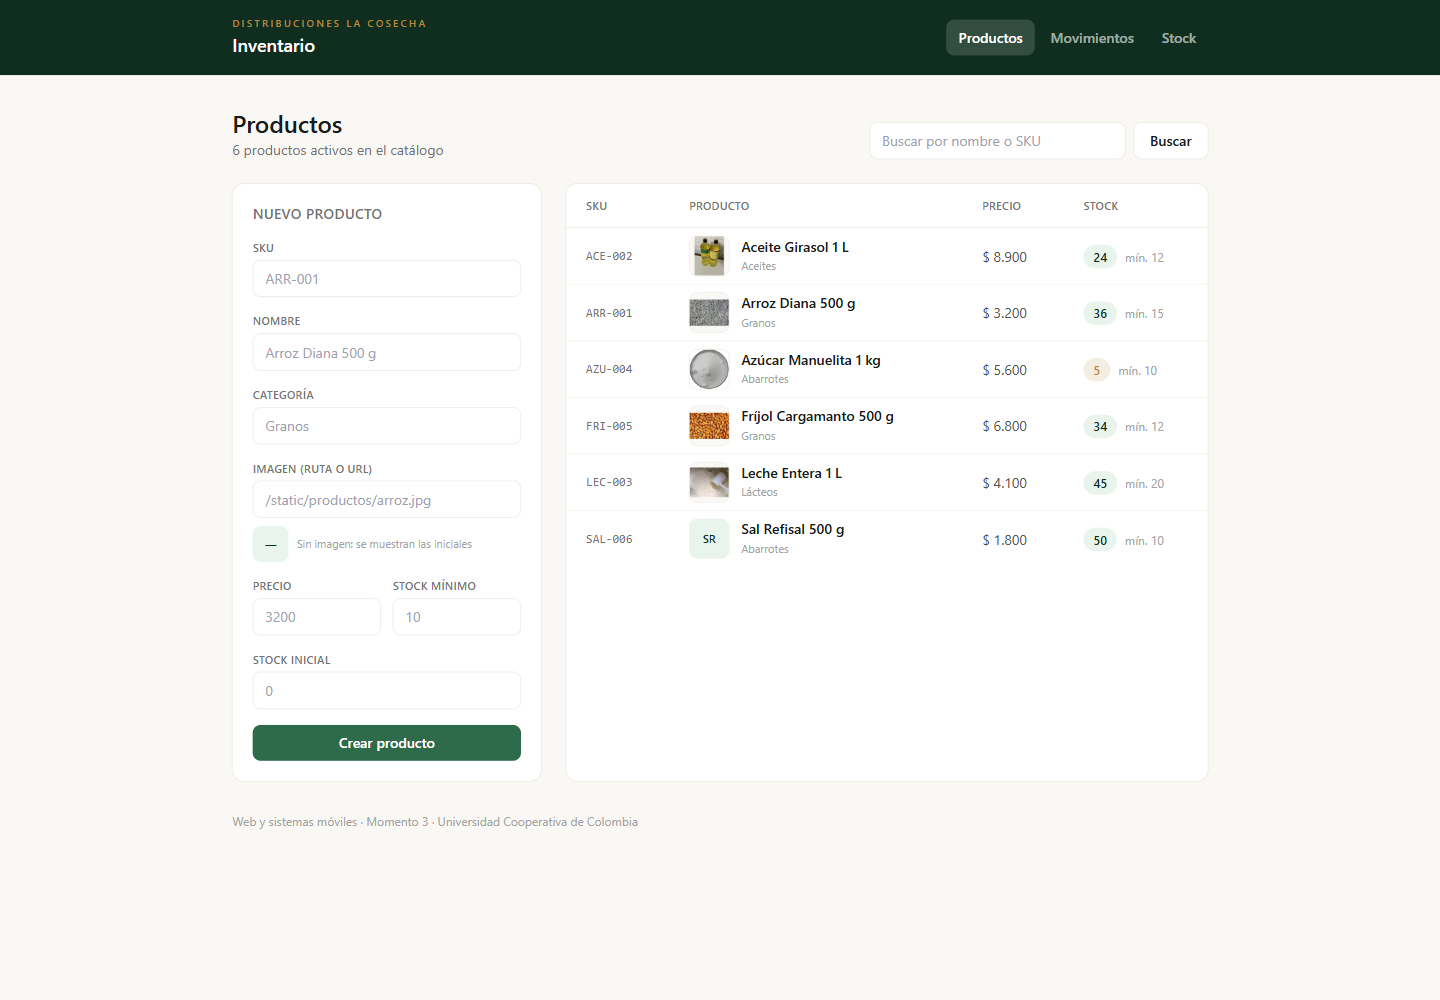 DISTRIBUCIONES LA COSECHA
Inventario
Productos
Movimientos
Stock
Productos
6 productos activos en el catálogo
Buscar por nombre o SKU
Buscar
NUEVO PRODUCTO
SKU
ARR-001
NOMBRE
Arroz Diana 500 g
CATEGORÍA
Granos
IMAGEN (RUTA O URL)
/static/productos/arroz.jpg
— Sin imagen: se muestran las iniciales
PRECIO STOCK MÍNIMO
3200 10
STOCK INICIAL
0
Crear producto
SKU PRODUCTO PRECIO STOCK
ACE-002 Aceite Girasol 1 L $ 8.900 24 mín. 12
Aceites
ARR-001 Arroz Diana 500 g $ 3.200 36 mín. 15
Granos
AZU-004 Azúcar Manuelita 1 kg $ 5.600 5 mín. 10
Abarrotes
FRI-005 Fríjol Cargamanto 500 g $ 6.800 34 mín. 12
Granos
LEC-003 Leche Entera 1 L $ 4.100 45 mín. 20
Lácteos
SAL-006 SR Sal Refisal 500 g $ 1.800 50 mín. 10
Abarrotes
Web y sistemas móviles · Momento 3 · Universidad Cooperativa de Colombia